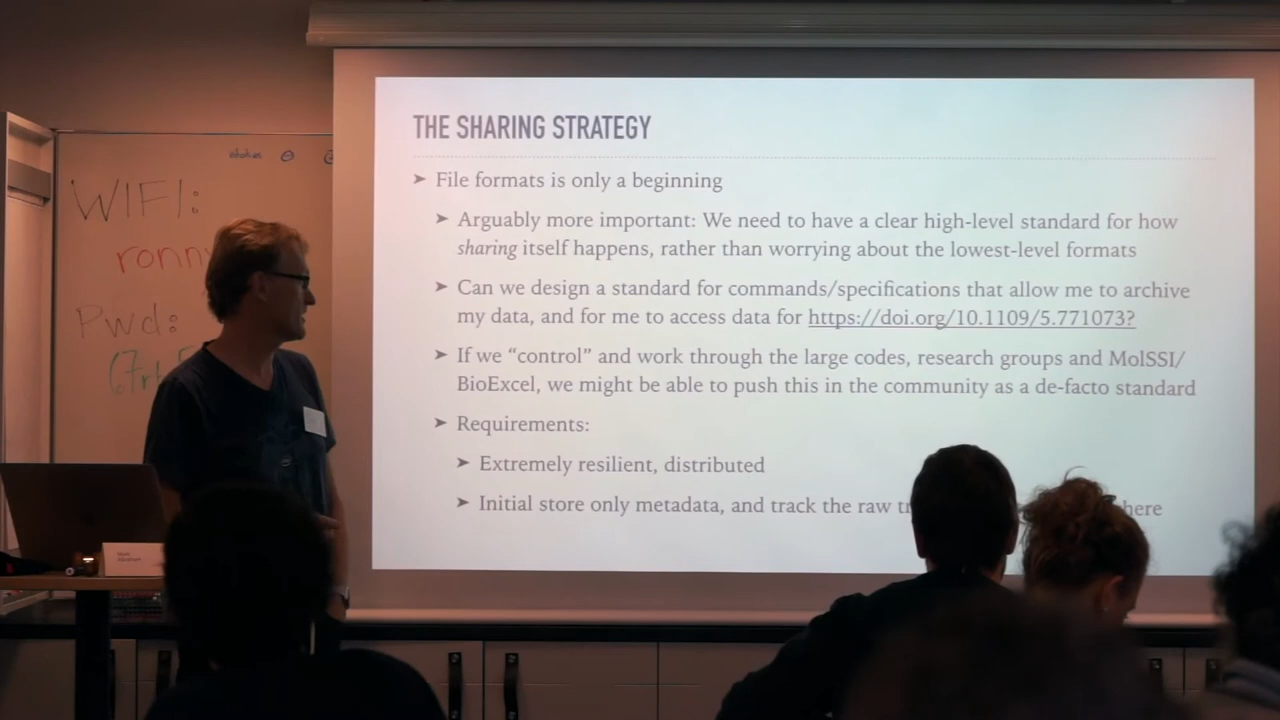 THE SHARING STRATEGY
➤ File formats is only a beginning
➤ Arguably more important: We need to have a clear high-level standard for how
sharing itself happens, rather than worrying about the lowest-level formats
➤ Can we design a standard for commands/specifications that allow me to archive
my data, and for me to access data for https://doi.org/10.1109/5.771073?
➤ If we “control” and work through the large codes, research groups and MolSSI/
BioExcel, we might be able to push this in the community as a de-facto standard
➤ Requirements:
➤ Extremely resilient, distributed
➤ Initial store only metadata, and track the raw
WIFI:
ronny
Pwd: